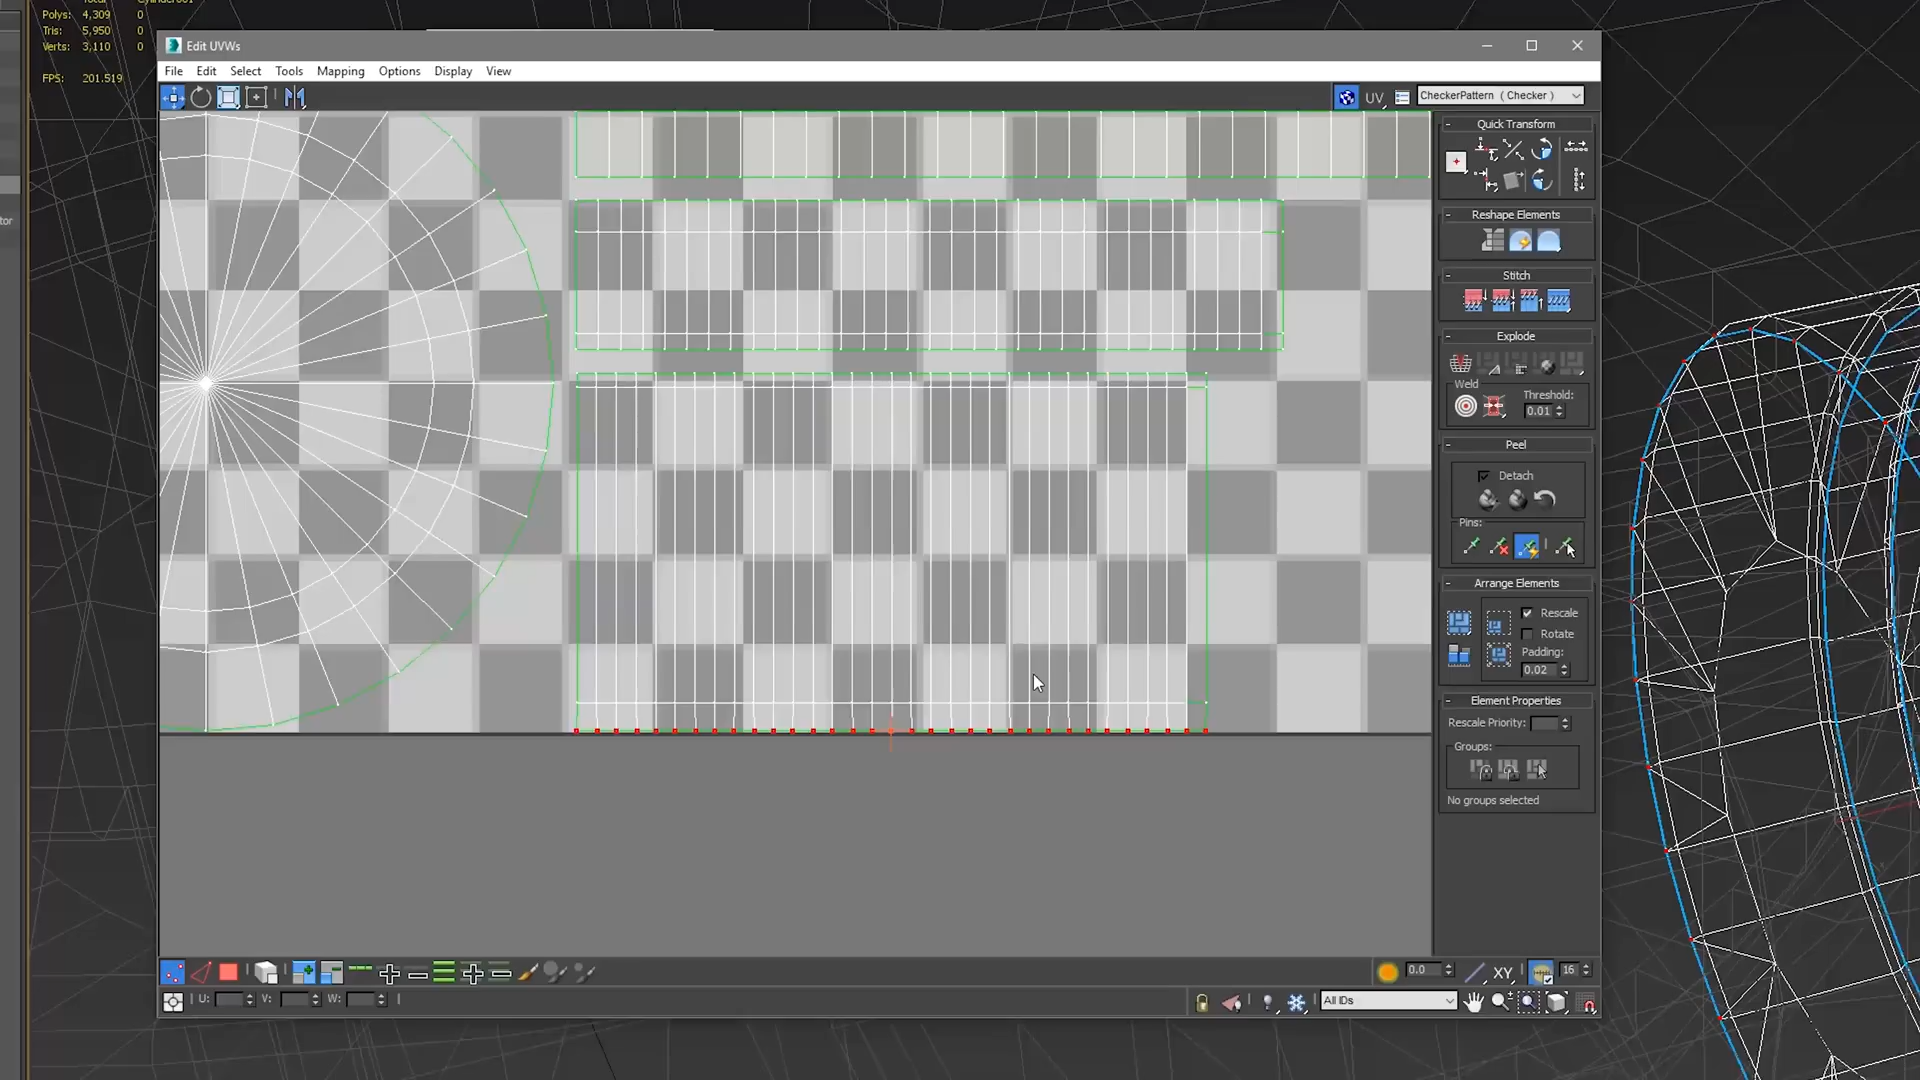 Total Cylinder001
Polys: 4,309 0
Tris: 5,950 0
Verts: 3,110 0
FPS: 201.519
tor
Edit UVWs
File Edit Select Tools Mapping Options Display View
UV CheckerPattern ( Checker )
- Quick Transform
- Reshape Elements
- Stitch
- Explode
Weld
Threshold:
0.01
- Peel
Detach
Pins:
- Arrange Elements
Rescale
Rotate
Padding:
0.02
- Element Properties
Rescale Priority:
Groups:
No groups selected
0.0 XY 16
U: V: W: All IDs